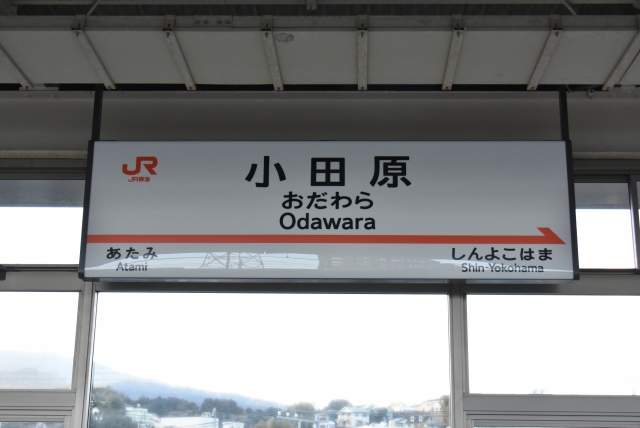 JR
JR東海
小田原
おだわら
Odawara
あたみ
Atami
しんよこはま
Shin-Yokohama